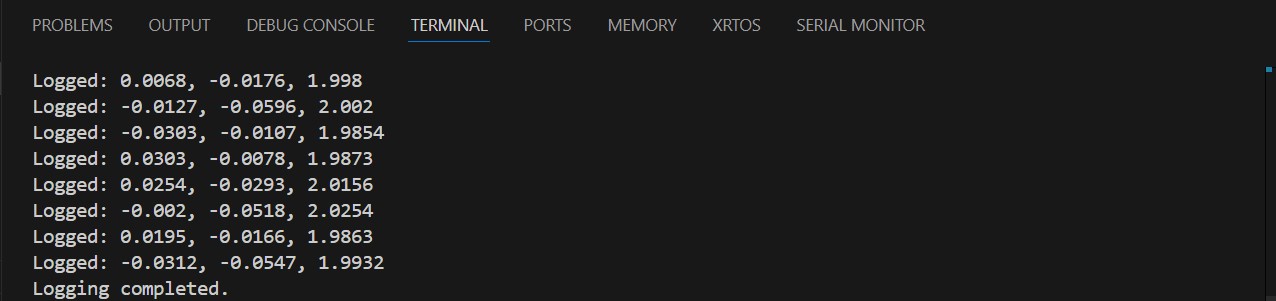 PROBLEMS OUTPUT DEBUG CONSOLE TERMINAL PORTS MEMORY XRTOS SERIAL MONITOR
Logged: 0.0068, -0.0176, 1.998
Logged: -0.0127, -0.0596, 2.002
Logged: -0.0303, -0.0107, 1.9854
Logged: 0.0303, -0.0078, 1.9873
Logged: 0.0254, -0.0293, 2.0156
Logged: -0.002, -0.0518, 2.0254
Logged: 0.0195, -0.0166, 1.9863
Logged: -0.0312, -0.0547, 1.9932
Logging completed.